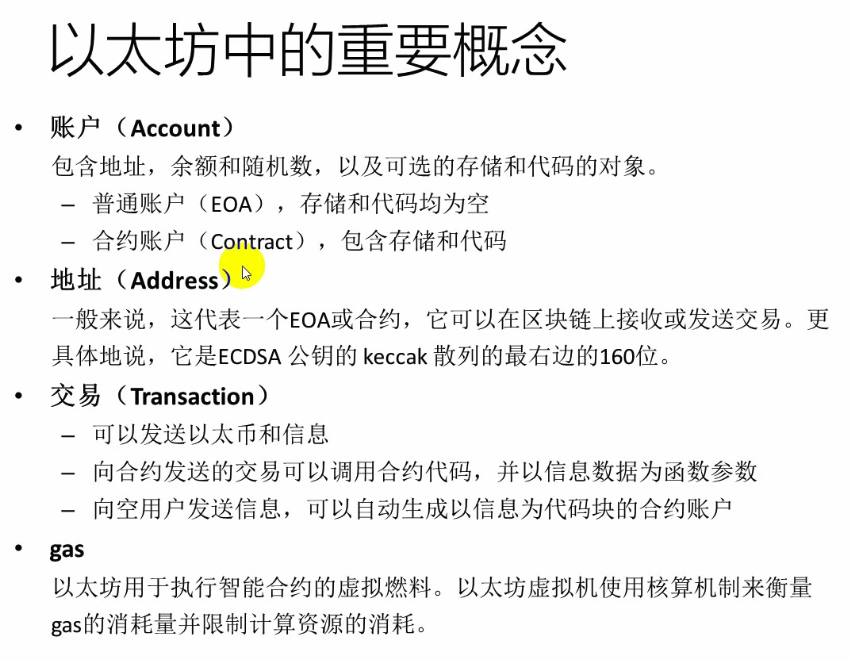 以太坊中的重要概念
• 账户（Account）
包含地址，余额和随机数，以及可选的存储和代码的对象。
– 普通账户（EOA），存储和代码均为空
– 合约账户（Contract），包含存储和代码
• 地址（Address）
一般来说，这代表一个EOA或合约，它可以在区块链上接收或发送交易。更
具体地说，它是ECDSA 公钥的 keccak 散列的最右边的160位。
• 交易（Transaction）
– 可以发送以太币和信息
– 向合约发送的交易可以调用合约代码，并以信息数据为函数参数
– 向空用户发送信息，可以自动生成以信息为代码块的合约账户
• gas
以太坊用于执行智能合约的虚拟燃料。以太坊虚拟机使用核算机制来衡量
gas的消耗量并限制计算资源的消耗。